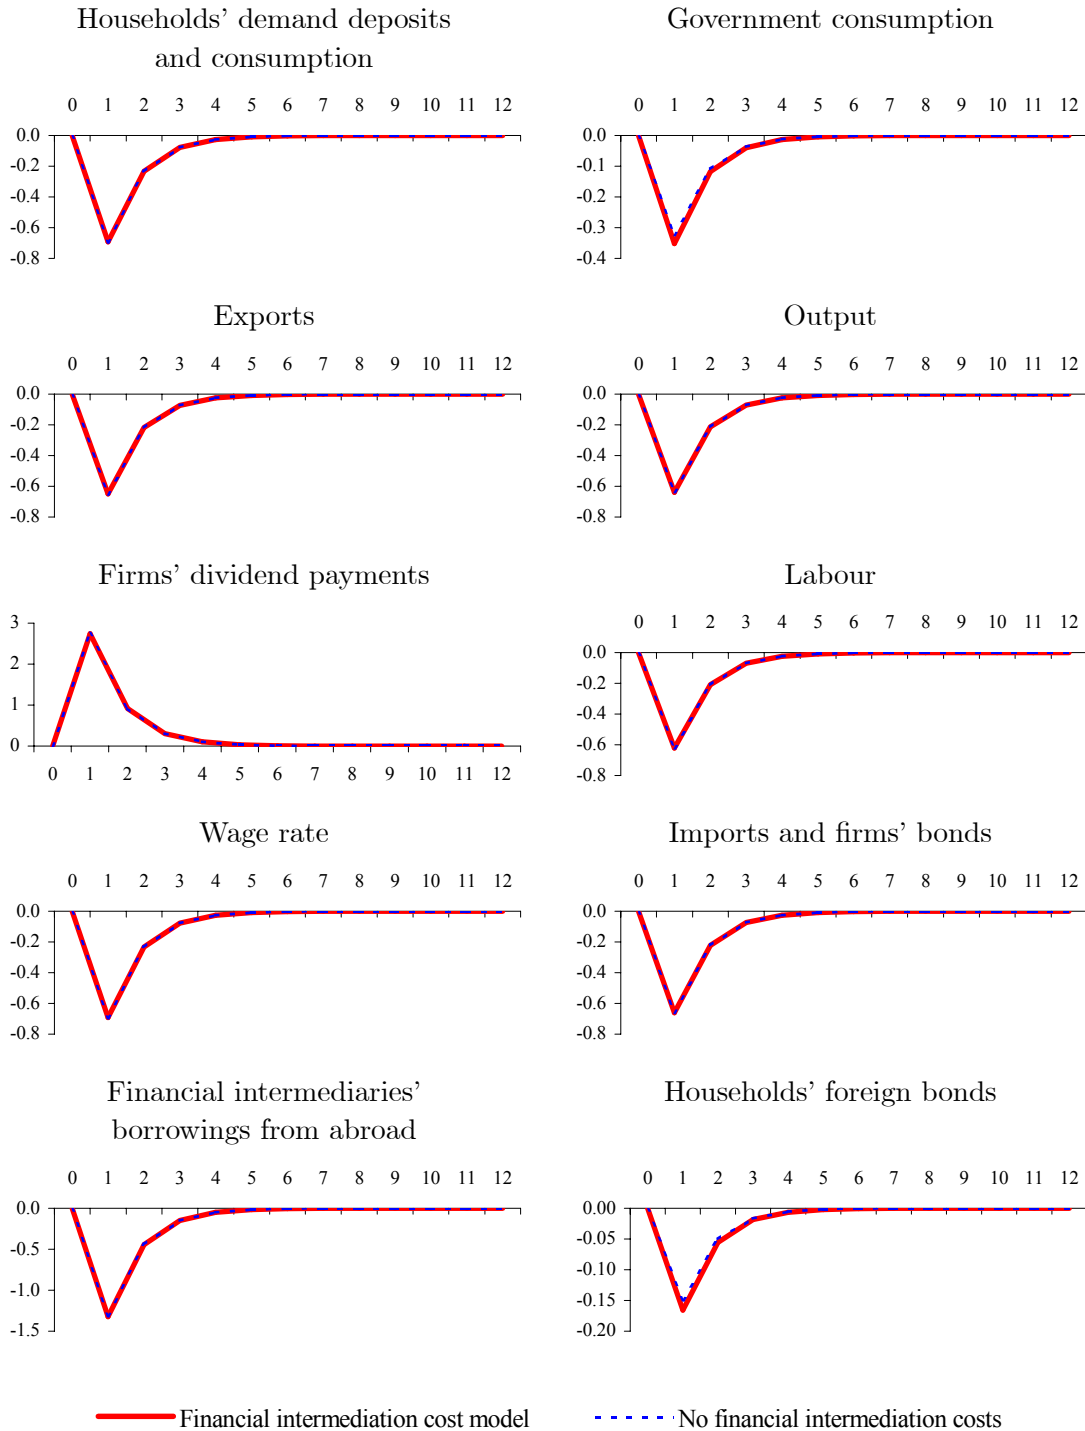 Households' demand deposits
and consumption
Government consumption
0 1 2 3 4 5 6 7 8 9 10 11 12
0.0
-0.2
-0.4
-0.6
-0.8
0 1 2 3 4 5 6 7 8 9 10 11 12
0.0
-0.1
-0.2
-0.3
-0.4
Exports
Output
0 1 2 3 4 5 6 7 8 9 10 11 12
0.0
-0.2
-0.4
-0.6
-0.8
0 1 2 3 4 5 6 7 8 9 10 11 12
0.0
-0.2
-0.4
-0.6
-0.8
Firms' dividend payments
Labour
3
2
1
0
0 1 2 3 4 5 6 7 8 9 10 11 12
0 1 2 3 4 5 6 7 8 9 10 11 12
0.0
-0.2
-0.4
-0.6
-0.8
Wage rate
Imports and firms' bonds
0 1 2 3 4 5 6 7 8 9 10 11 12
0.0
-0.2
-0.4
-0.6
-0.8
0 1 2 3 4 5 6 7 8 9 10 11 12
0.0
-0.2
-0.4
-0.6
-0.8
Financial intermediaries'
borrowings from abroad
Households' foreign bonds
0 1 2 3 4 5 6 7 8 9 10 11 12
0.0
-0.5
-1.0
-1.5
0 1 2 3 4 5 6 7 8 9 10 11 12
0.00
-0.05
-0.10
-0.15
-0.20
Financial intermediation cost model
No financial intermediation costs